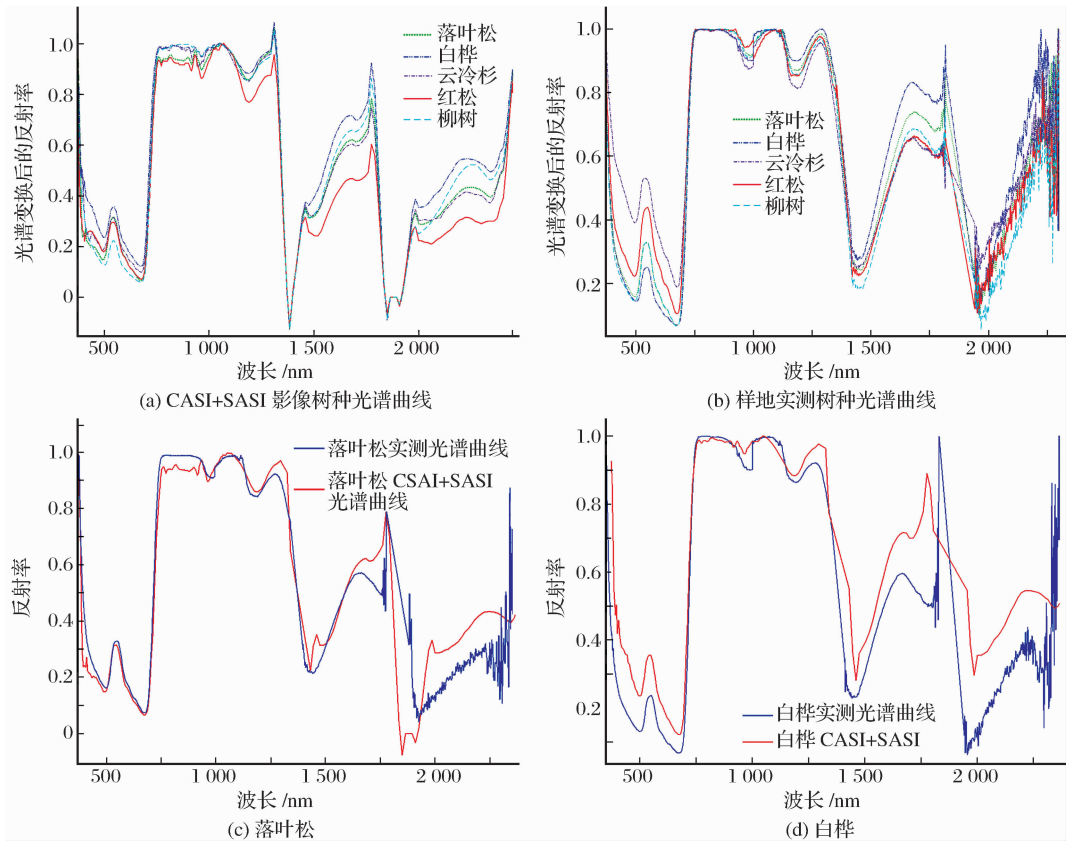 光谱变换后的反射率
1.0
0.8
0.6
0.4
0.2
0
落叶松
白桦
云冷杉
红松
柳树
500
1 000
1 500
2 000
波长 /nm
(a) CASI+SASI 影像树种光谱曲线
光谱变换后的反射率
1.0
0.8
0.6
0.4
0.2
落叶松
白桦
云冷杉
红松
柳树
500
1 000
1 500
2 000
波长 /nm
(b) 样地实测树种光谱曲线
反射率
1.0
0.8
0.6
0.4
0.2
0
落叶松实测光谱曲线
落叶松 CSAI+SASI
光谱曲线
500
1 000
1 500
2 000
波长 /nm
(c) 落叶松
反射率
1.0
0.8
0.6
0.4
0.2
白桦实测光谱曲线
白桦 CASI+SASI
500
1 000
1 500
2 000
波长 /nm
(d) 白桦